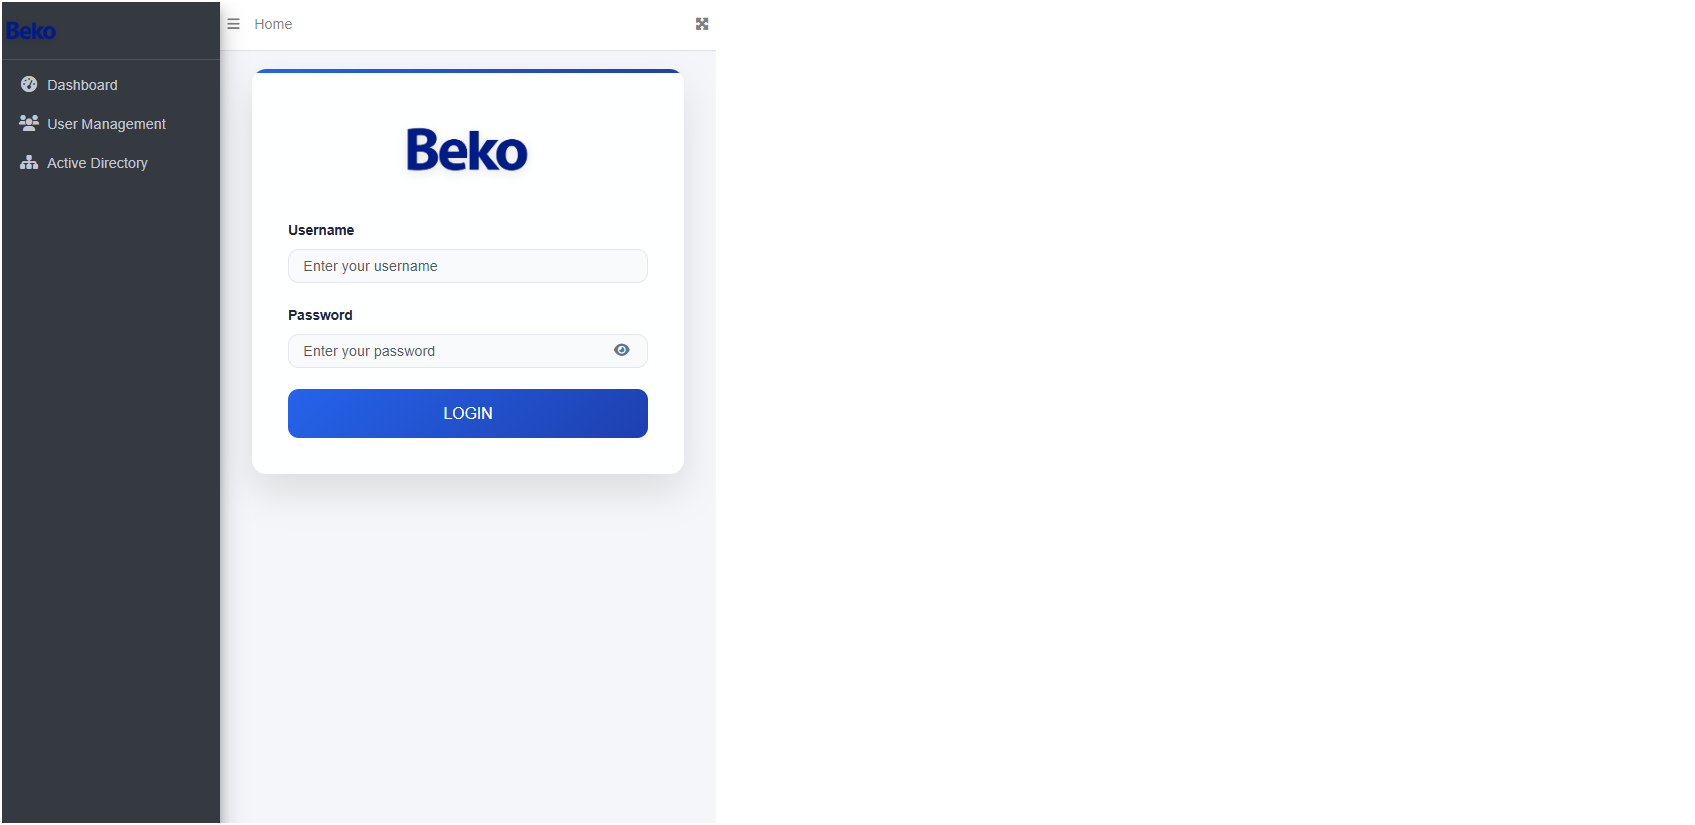 Beko
Dashboard
User Management
Active Directory
Home
Beko
Username
Enter your username
Password
Enter your password
LOGIN